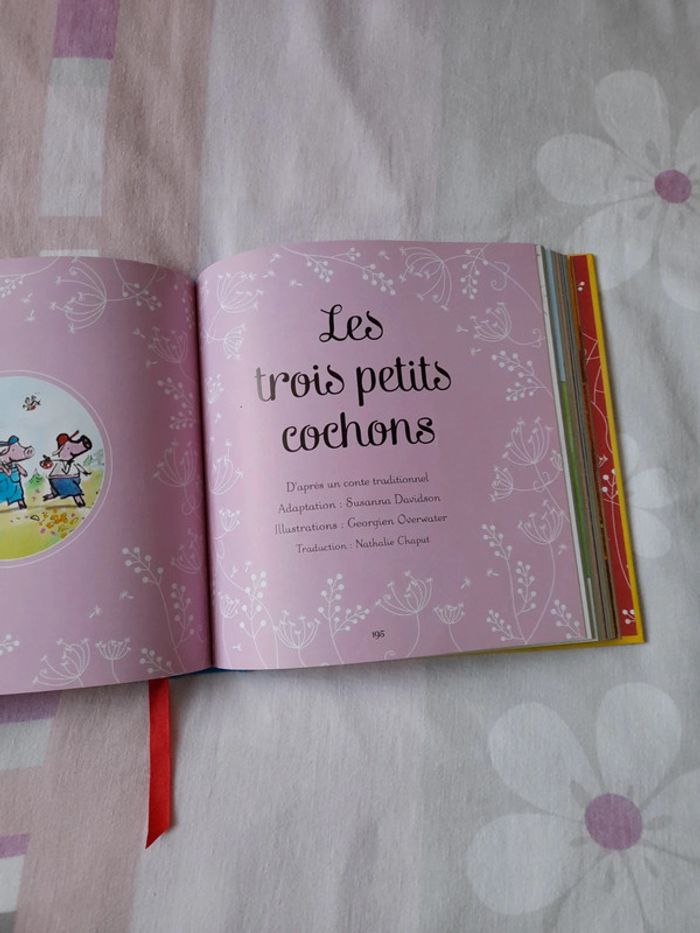 Les
trois petits
cochons
D'après un conte traditionnel
Adaptation : Susanna Davidson
Illustrations : Georgien Overwater
Traduction : Nathalie Chaput
195